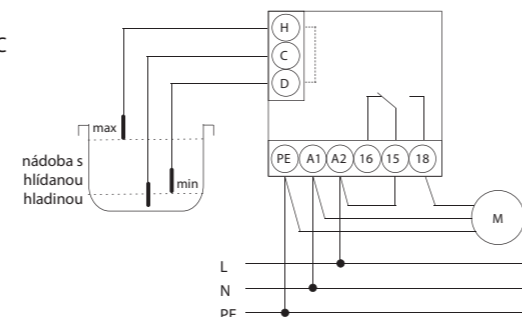 C
H
C
D
max
nádoba s
hlídanou
hladinou
min
PE A1 A2 16 15 18
M
L
N
PE